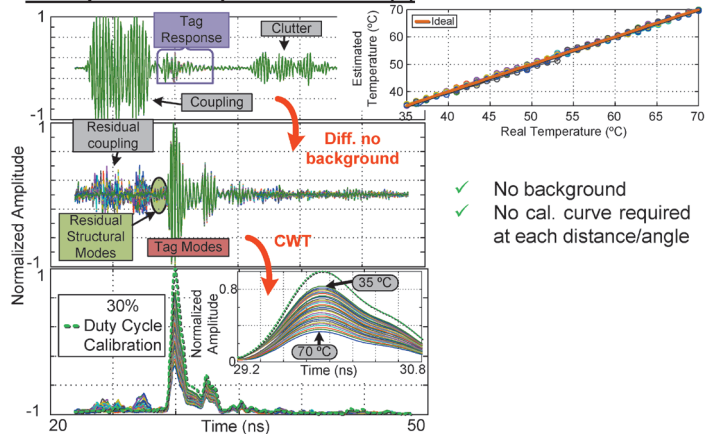 1
Tag
Response
Clutter
Coupling
-1
1
Residual
coupling
Diff. no
background
Residual
Structural
Modes
Tag Modes
CWT
-1
1
30%
Duty Cycle
Calibration
Normalized
Amplitude
0.8
0
35 ºC
70 ºC
29.2
Time (ns)
30.8
-1
20
Time (ns)
50
Normalized Amplitude
Estimated
Temperature (ºC)
70
60
50
40
Ideal
35
40
45
50
55
60
65
70
Real Temperature (ºC)
✓ No background
✓ No cal. curve required
at each distance/angle